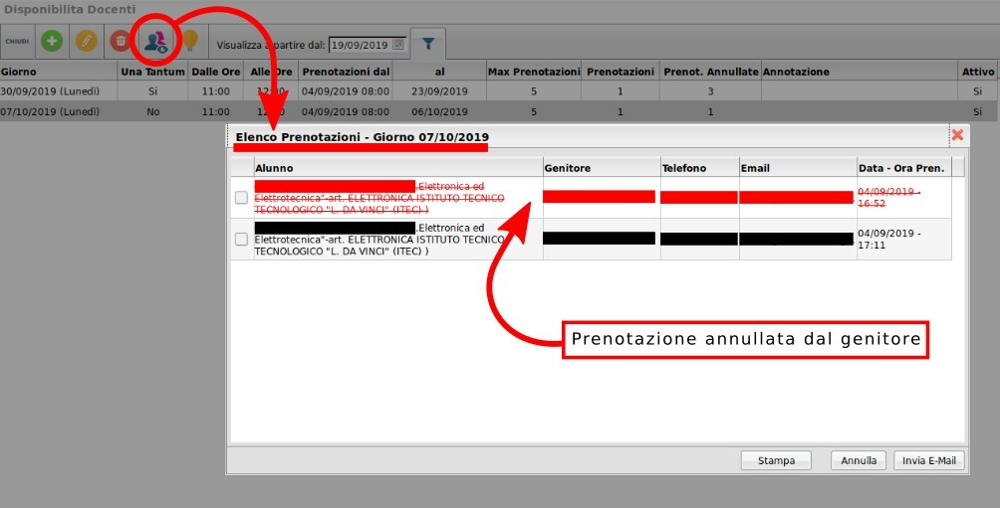 Disponibilita Docenti
CHIUDI
Visualizza a partire dal: 19/09/2019
Giorno Una Tantum Dalle Ore Alle Ore Prenotazioni dal al Max Prenotazioni Prenotazioni Prenot. Annullate Annotazione Attivo
30/09/2019 (Lunedì) Si 11:00 12:00 04/09/2019 08:00 23/09/2019 5 1 3 Si
07/10/2019 (Lunedì) No 11:00 12:00 04/09/2019 08:00 06/10/2019 5 1 1 Si
Elenco Prenotazioni - Giorno 07/10/2019
Alunno Genitore Telefono Email Data - Ora Pren.
.Elettronica ed
Elettrotecnica"-art. ELETTRONICA ISTITUTO TECNICO
TECNOLOGICO "L. DA VINCI" (ITEC) )
04/09/2019 -
16:52
.Elettronica ed
Elettrotecnica"-art. ELETTRONICA ISTITUTO TECNICO
TECNOLOGICO "L. DA VINCI" (ITEC) )
04/09/2019 -
17:11
Prenotazione annullata dal genitore
Stampa Annulla Invia E-Mail